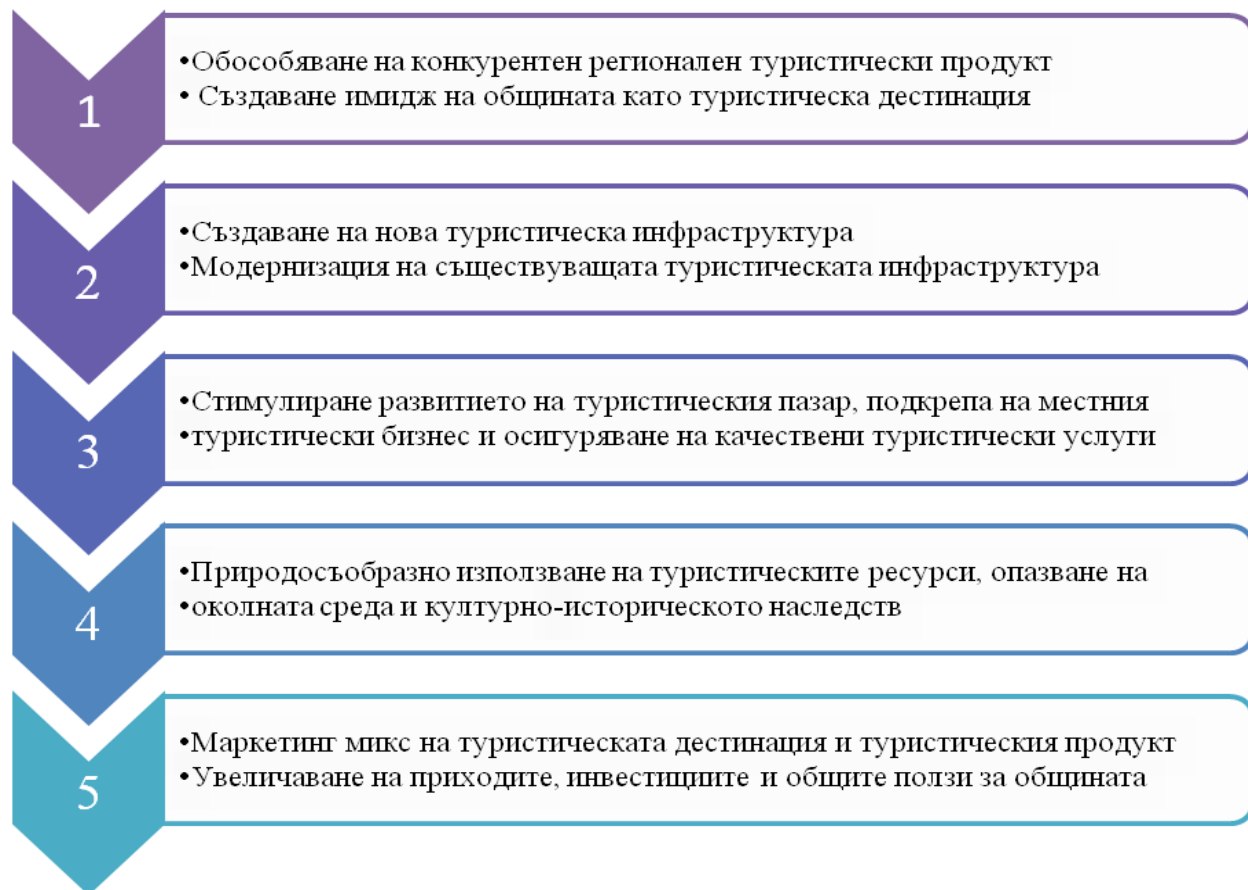 1
•Обособяване на конкурентен регионален туристически продукт
• Създаване имидж на общината като туристическа дестинация
2
•Създаване на нова туристическа инфраструктура
•Модернизация на съществуващата туристическата инфраструктура
3
•Стимулиране развитието на туристическия пазар, подкрепа на местния
•туристически бизнес и осигуряване на качествени туристически услуги
4
•Природосъобразно използване на туристическите ресурси, опазване на
•околната среда и културно-историческото наследств
5
•Маркетинг микс на туристическата дестинация и туристическия продукт
•Увеличаване на приходите, инвестициите и общите ползи за общината